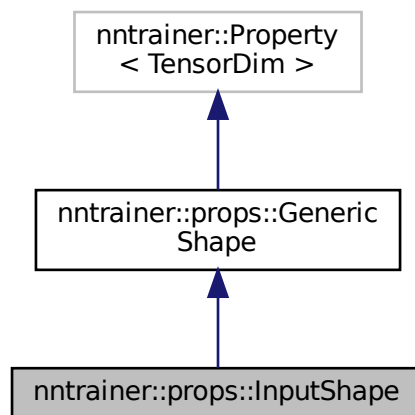 nntrainer::Property
< TensorDim >
nntrainer::props::Generic
Shape
nntrainer::props::InputShape